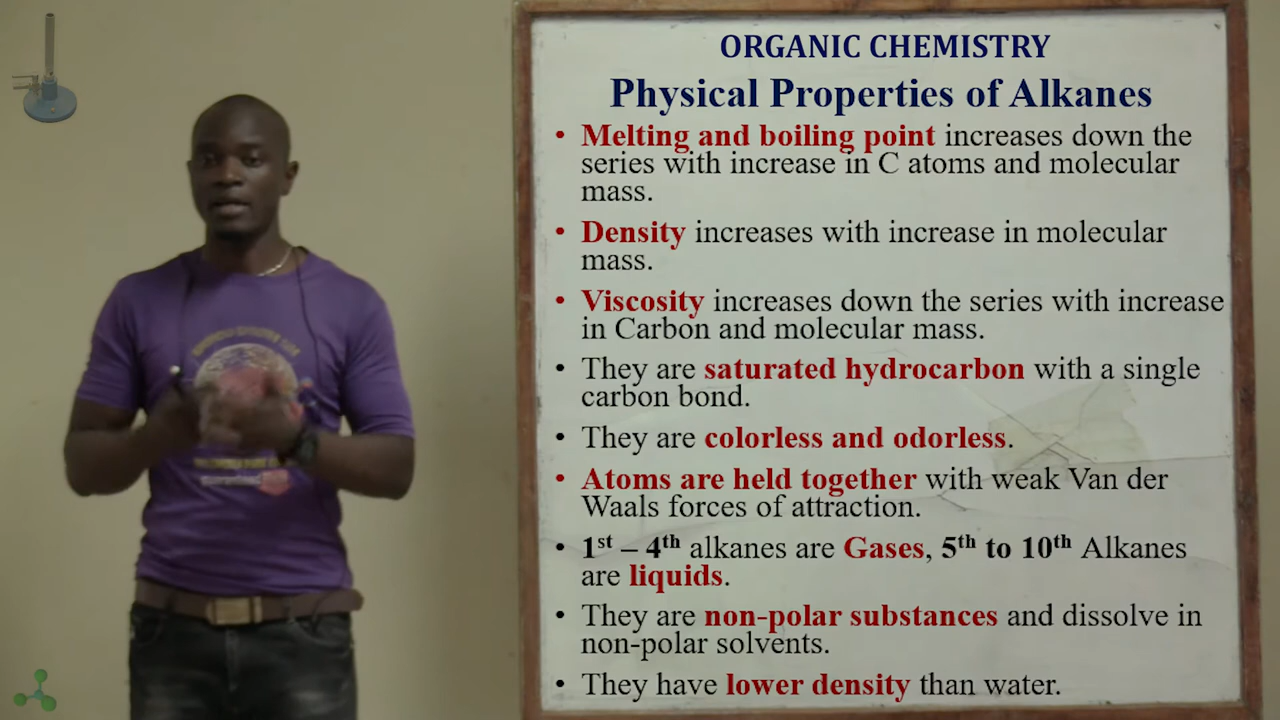 ORGANIC CHEMISTRY
Physical Properties of Alkanes
• Melting and boiling point increases down the
series with increase in C atoms and molecular
mass.
• Density increases with increase in molecular
mass.
• Viscosity increases down the series with increase
in Carbon and molecular mass.
• They are saturated hydrocarbon with a single
carbon bond.
• They are colorless and odorless.
• Atoms are held together with weak Van der
Waals forces of attraction.
• 1st – 4th alkanes are Gases, 5th to 10th Alkanes
are liquids.
• They are non-polar substances and dissolve in
non-polar solvents.
• They have lower density than water.